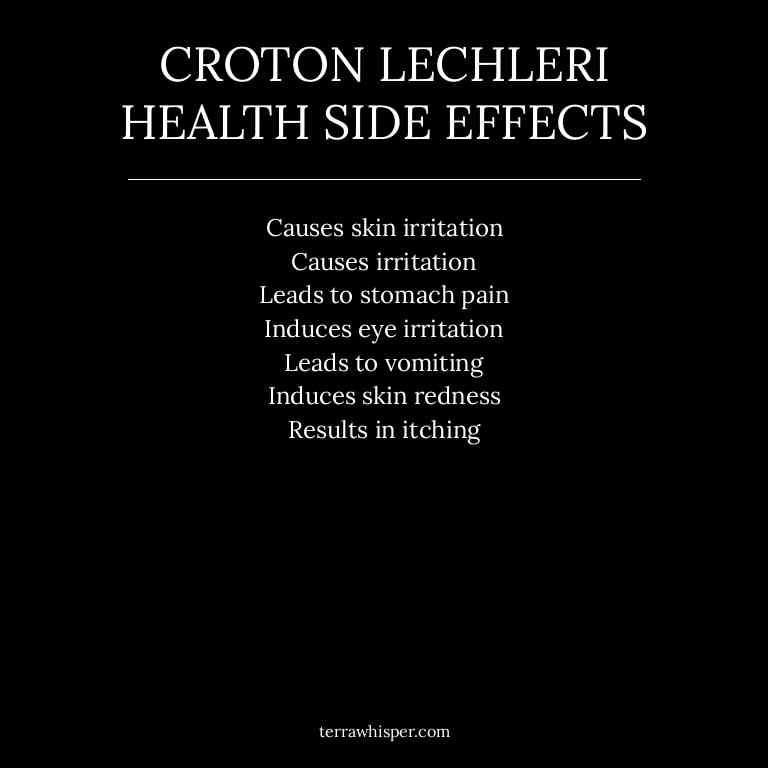 CROTON LECHLERI
HEALTH SIDE EFFECTS
Causes skin irritation
Causes irritation
Leads to stomach pain
Induces eye irritation
Leads to vomiting
Induces skin redness
Results in itching
terrawhisper.com